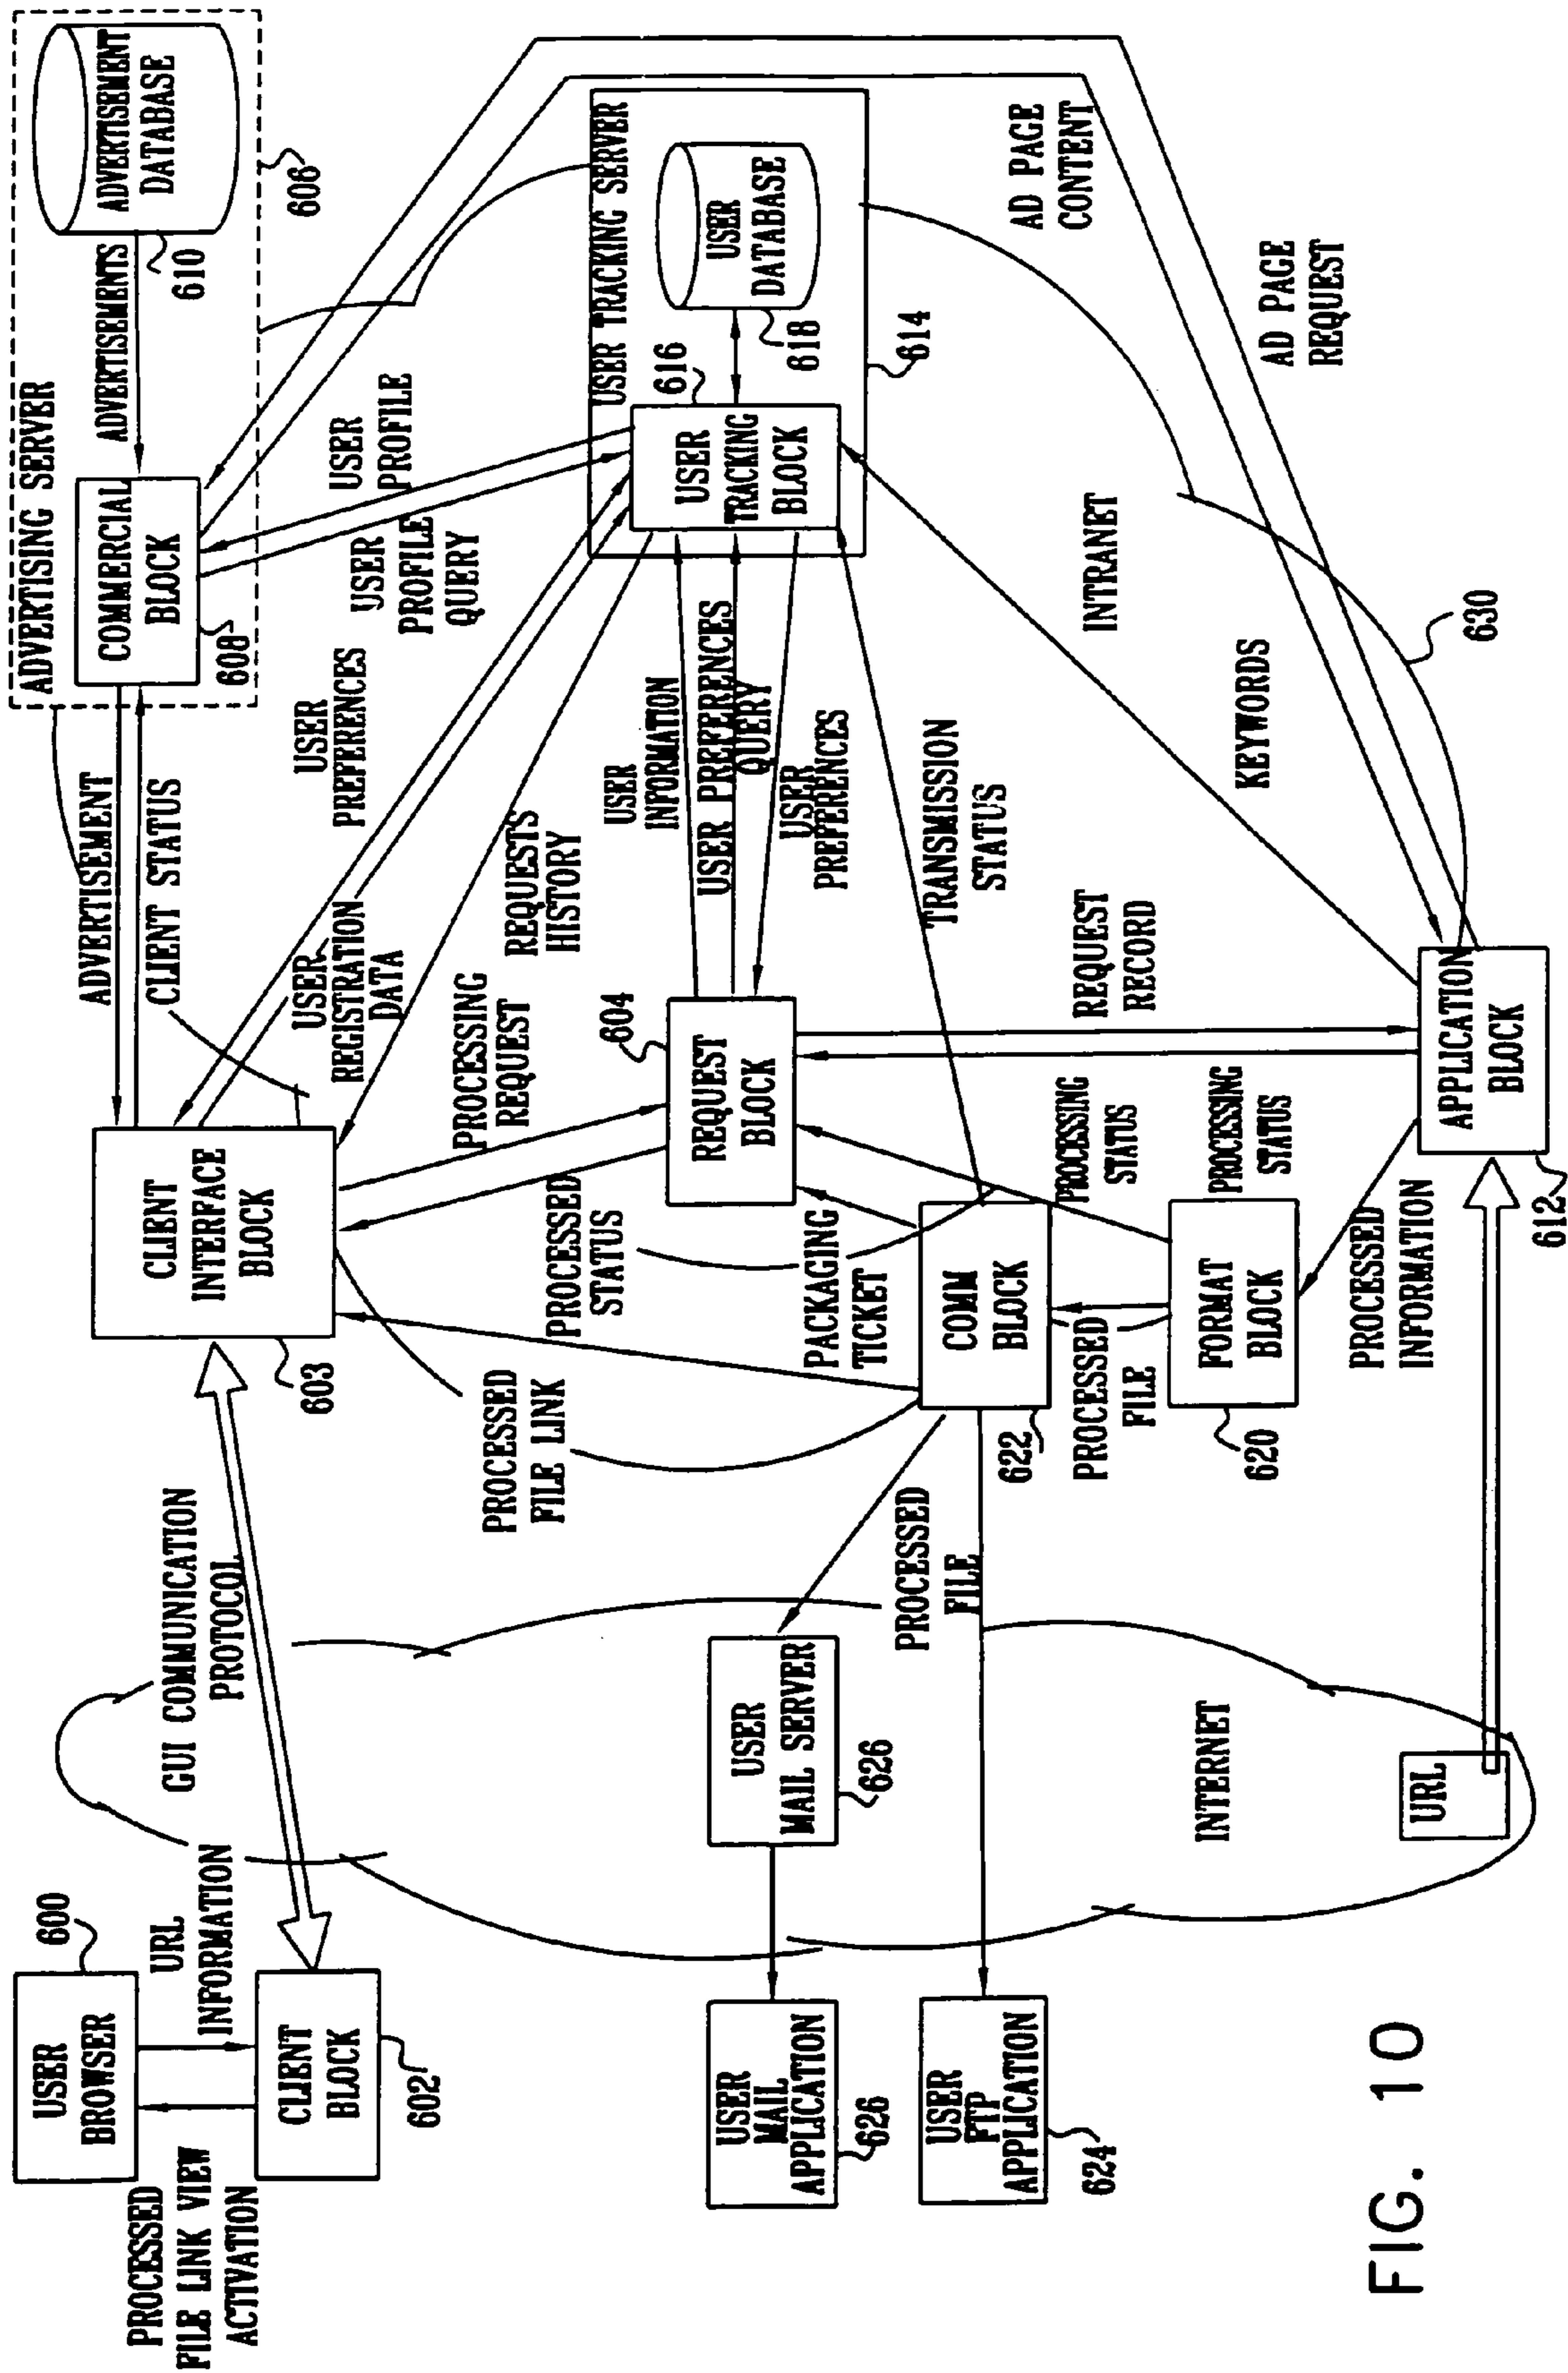 USER
BROWSER
600
PROCESSED
FILE LINK VIEW
ACTIVATION
URL
INFORMATION
CLIENT
BLOCK
602
GUI COMMUNICATION
PROTOCOL
CLIENT
INTERFACE
BLOCK
603
ADVERTISEMENT
CLIENT STATUS
ADVERTISING SERVER
COMMERCIAL
BLOCK
608
ADVERTISEMENTS
ADVERTISEMENT
DATABASE
610
606
USER
PREFERENCES
USER
REGISTRATION
DATA
USER
PROFILE
USER
PROFILE
QUERY
REQUESTS
HISTORY
PROCESSING
REQUEST
PROCESSED
STATUS
PROCESSED
FILE LINK
USER TRACKING SERVER
USER
TRACKING
BLOCK
616
USER
DATABASE
618
614
USER
INFORMATION
USER PREFERENCES
QUERY
USER
PREFERENCES
604
REQUEST
BLOCK
PACKAGING
TICKET
TRANSMISSION
STATUS
USER
MAIL SERVER
626
USER
MAIL
APPLICATION
626
PROCESSED
FILE
USER
FTP
APPLICATION
624
COMM
BLOCK
622
PROCESSING
STATUS
PROCESSED
FILE
FORMAT
BLOCK
620
PROCESSING
STATUS
REQUEST
RECORD
AD PAGE
CONTENT
INTRANET
KEYWORDS
AD PAGE
REQUEST
630
INTERNET
PROCESSED
INFORMATION
URL
APPLICATION
BLOCK
612
FIG. 10